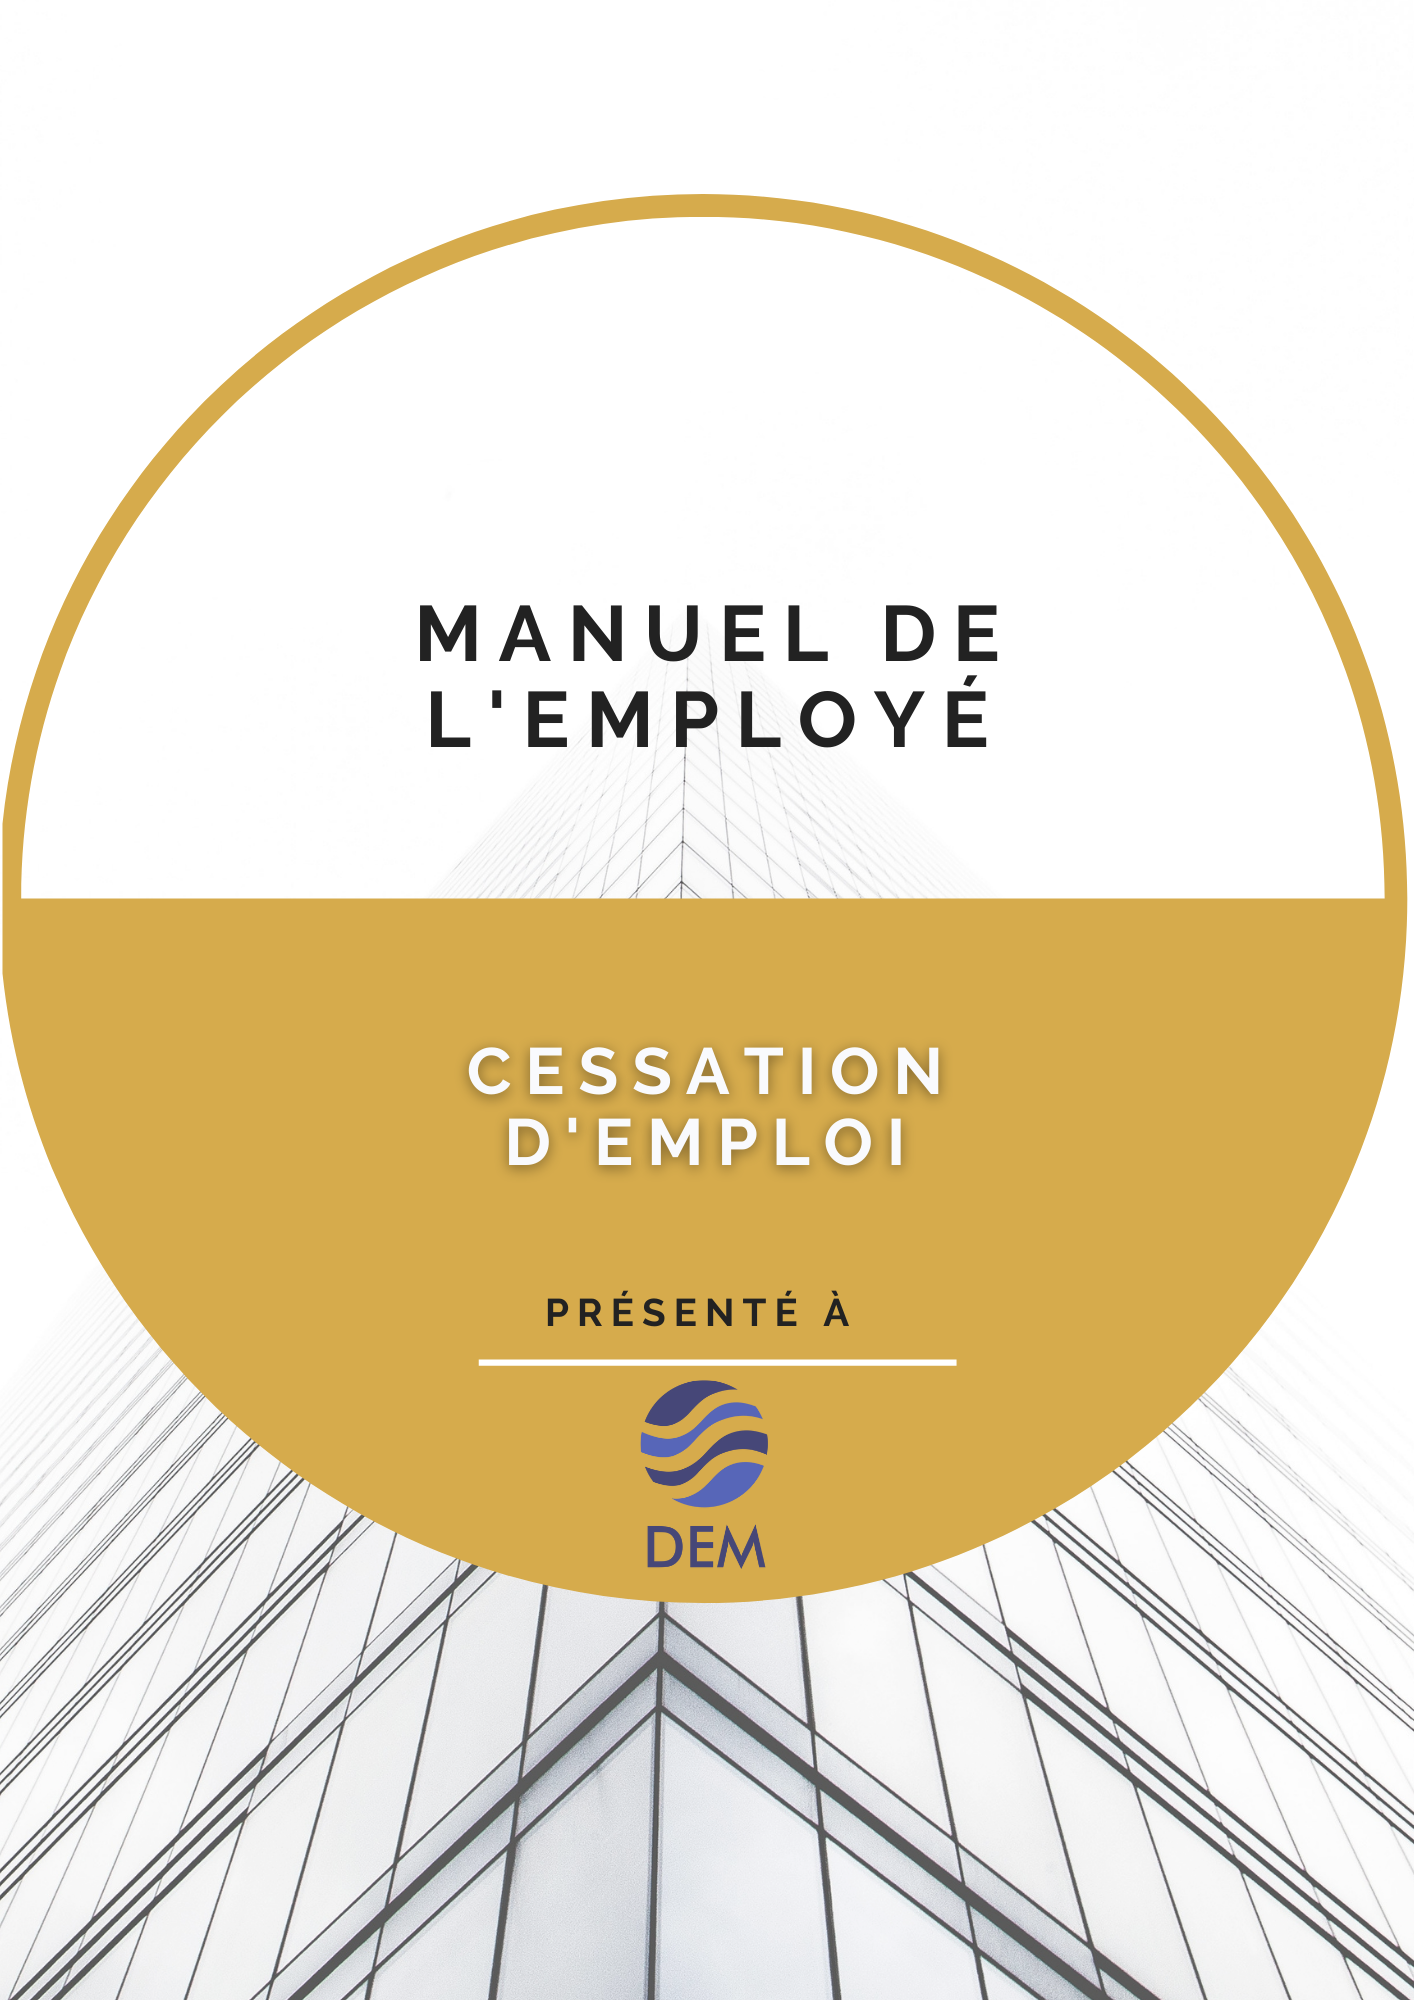 MANUEL DE
L'EMPLOYÉ
CESSATION
D'EMPLOI
PRÉSENTÉ À
DEM